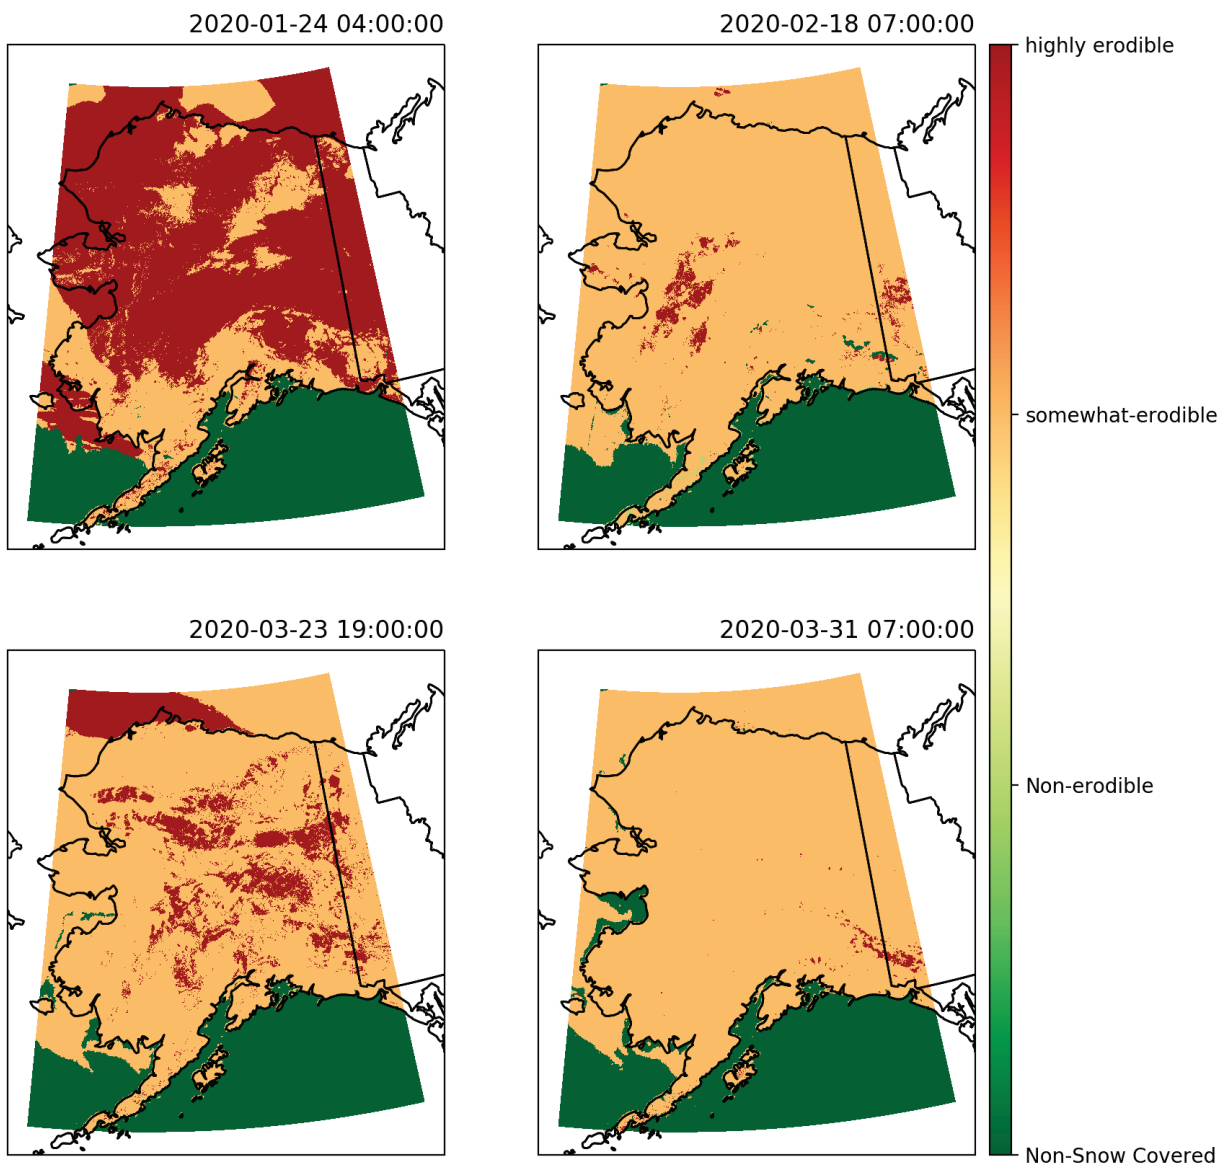 2020-01-24 04:00:00
2020-02-18 07:00:00
highly erodible
somewhat-erodible
2020-03-23 19:00:00
2020-03-31 07:00:00
Non-erodible
Non-Snow Covered